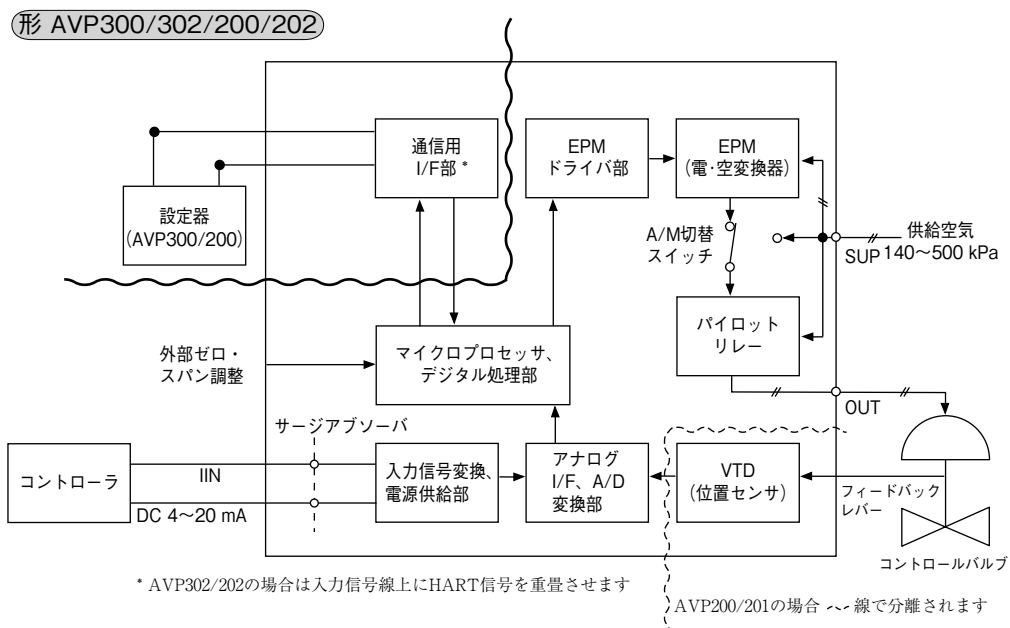 形 AVP300/302/200/202
通信用
I/F部 *
EPM
ドライバ部
EPM
(電・空変換器)
設定器
(AVP300/200)
A/M切替
スイッチ
供給空気
SUP 140～500 kPa
パイロット
リレー
外部ゼロ・
スパン調整
マイクロプロセッサ、
デジタル処理部
OUT
サージアブソーバ
コントローラ
IIN
DC 4～20 mA
入力信号変換、
電源供給部
アナログ
I/F、A/D
変換部
VTD
(位置センサ)
フィードバック
レバー
コントロールバルブ
* AVP302/202の場合は入力信号線上にHART信号を重畳させます
AVP200/201の場合 線で分離されます